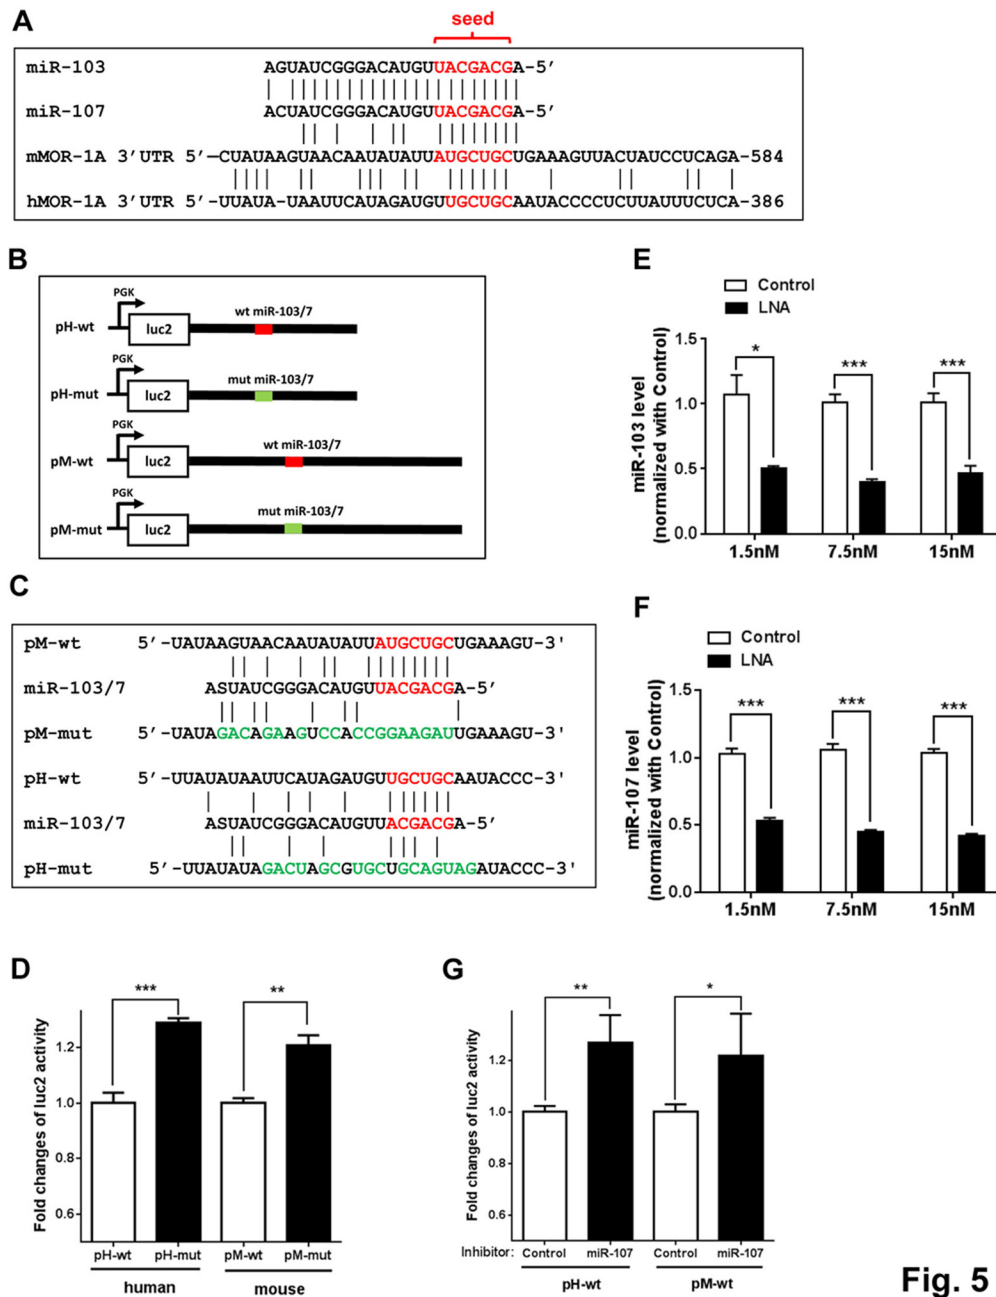 A
seed
miR-103 AGUAUCGGGACAUGUUACGACGA-5′
miR-107 ACUAUCGGGACAUGUUACGACGA-5′
mMOR-1A 3′UTR 5′-CUAUAAGUAACAAUAUAUUAUGCUGCUGAAAGUUACUAUCCUCAGA-584
hMOR-1A 3′UTR 5′-UUAUA-UAAUUCAUAGAUGUUGCUGCAAUACCCCUCUUAUUUCUCA-386
B
PGK
wt miR-103/7
pH-wt
luc2
PGK
mut miR-103/7
pH-mut
luc2
PGK
wt miR-103/7
pM-wt
luc2
PGK
mut miR-103/7
pM-mut
luc2
C
pM-wt 5′-UAUAAGUAACAAUAUAUUAUGCUGCUGAAAGU-3'
miR-103/7 ASUAUCGGGACAUGUUACGACGA-5′
pM-mut 5′-UAUAGACAGAAGUCCACCGGAAGAUUGAAAGU-3'
pH-wt 5′-UUAUAUAAUUCAUAGAUGUUGCUGCAAUACCC-3'
miR-103/7 ASUAUCGGGACAUGUUACGACGA-5′
pH-mut 5′-UUAUAUAGACUAGCGUGCUGCAGUAGAUACCC-3'
D
Fold changes of luc2 activity
1.2
1.0
0.8
0.6
***
**
pH-wt pH-mut pM-wt pM-mut
human mouse
E
Control
LNA
miR-103 level
(normalized with Control)
1.5
1.0
0.5
0.0
*
***
***
1.5nM 7.5nM 15nM
F
Control
LNA
miR-107 level
(normalized with Control)
1.5
1.0
0.5
0.0
***
***
***
1.5nM 7.5nM 15nM
G
Fold changes of luc2 activity
1.2
1.0
0.8
0.6
**
*
Inhibitor: Control miR-107 Control miR-107
pH-wt pM-wt
Fig. 5